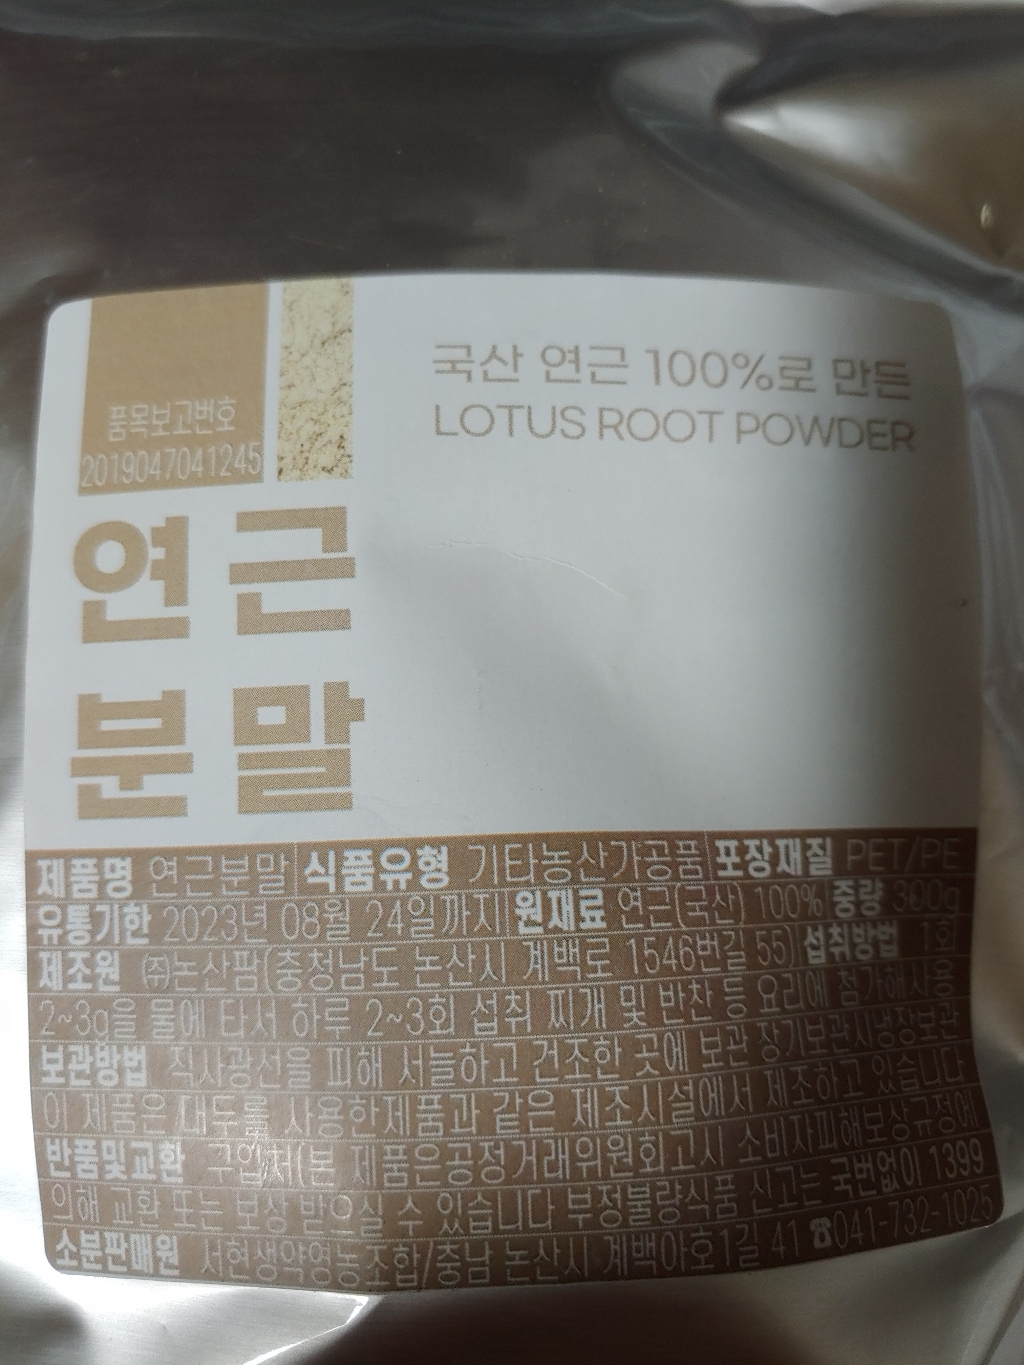 국산 연근 100%로 만든
LOTUS ROOT POWDER
품목보고번호
2019047041245
연근
분말
제품명 연근분말 식품유형 기타농산가공품 포장재질 PET/PE
유통기한 2023년 08월 24일까지 원재료 연근(국산) 100% 중량 300g
제조원 ㈜논산팜(충청남도 논산시 계백로 1546번길 55) 섭취방법 1회
2~3g을 물에 타서 하루 2~3회 섭취 찌개 및 반찬 등 요리에 첨가해사용
보관방법 직사광선을 피해 서늘하고 건조한 곳에 보관 장기보관시냉장보관
이 제품은 대두를 사용한제품과 같은 제조시설에서 제조하고 있습니다
반품및교환 구입처(본 제품은공정거래위원회고시 소비자피해보상규정에
의해 교환 또는 보상 받으실 수 있습니다 부정불량식품 신고는 국번없이 1399
소분판매원 서현생약영농조합/충남 논산시 계백아호1길 41 ☎041-732-1025